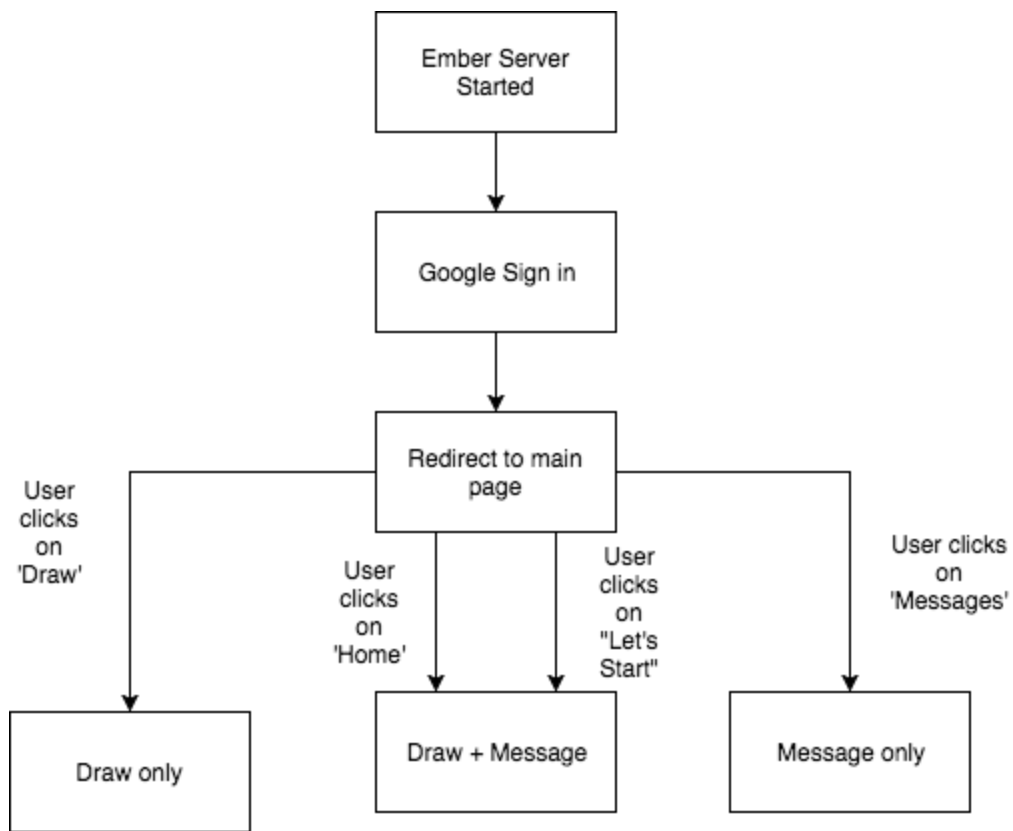 Ember Server
Started
Google Sign in
Redirect to main
page
User
clicks
on
'Draw'
User
clicks
on
'Home'
User
clicks
on
"Let's
Start"
User clicks
on
'Messages'
Draw only
Draw + Message
Message only